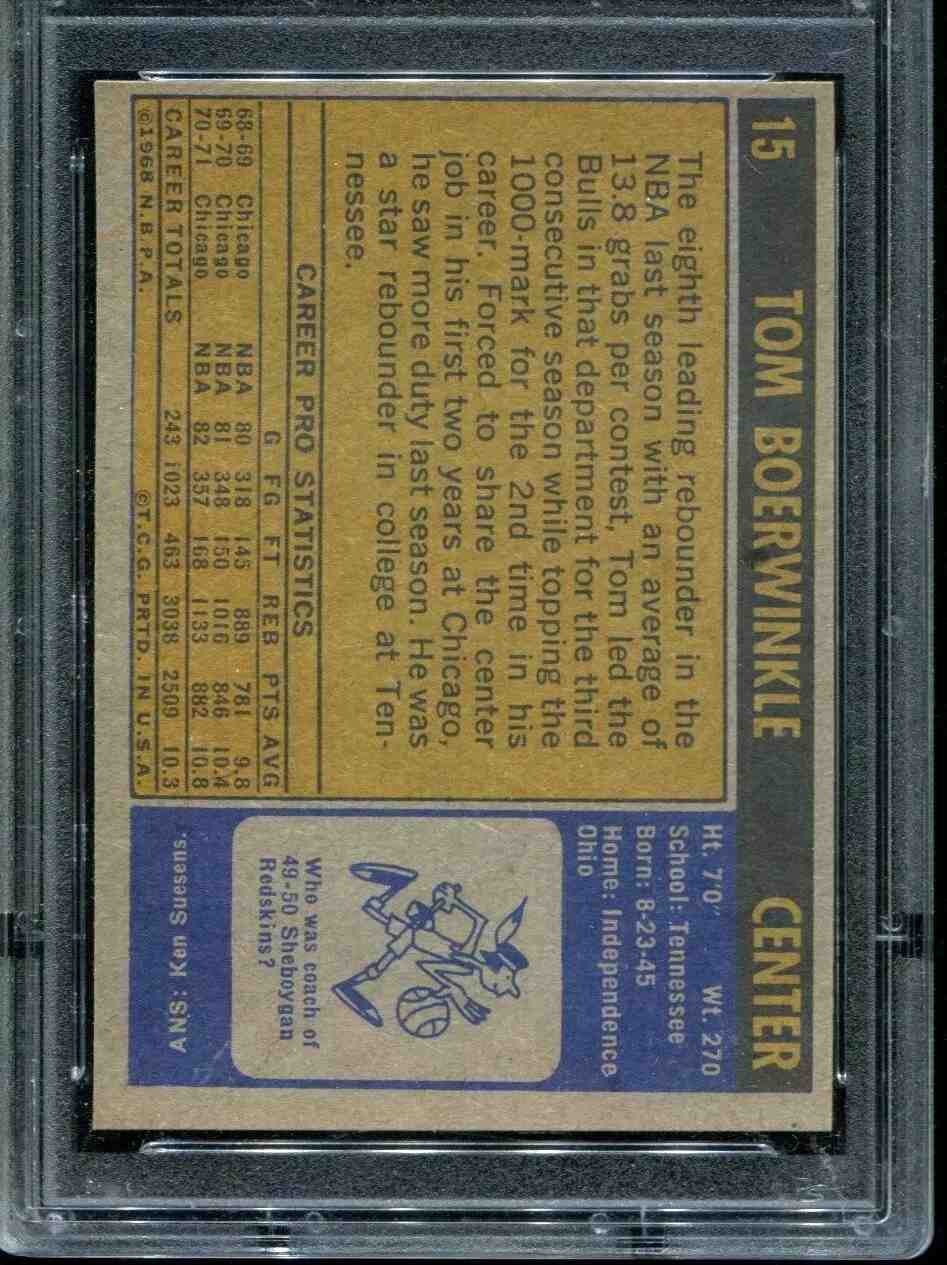 15 TOM BOERWINKLE CENTER
The eighth leading rebounder in the
NBA last season with an average of
13.8 grabs per contest, Tom led the
Bulls in that department for the third
consecutive season while topping the
1000-mark for the 2nd time in his
career. Forced to share the center
job in his first two years at Chicago,
he saw more duty last season. He was
a star rebounder in college at Ten-
nessee.
CAREER PRO STATISTICS
G FG FT REB PTS AVG
68-69 Chicago NBA 80 318 145 889 781 9.8
69-70 Chicago NBA 81 348 150 1016 846 10.4
70-71 Chicago NBA 82 357 168 1133 882 10.8
CAREER TOTALS 243 1023 463 3038 2509 10.3
©1968 N.B.P.A. ©T.C.G. PRTD. IN U.S.A.
Ht. 7'0" Wt. 270
School: Tennessee
Born: 8-23-45
Home: Independence
Ohio
Who was coach of
49-50 Sheboygan
Redskins?
ANS: Ken Suesens.